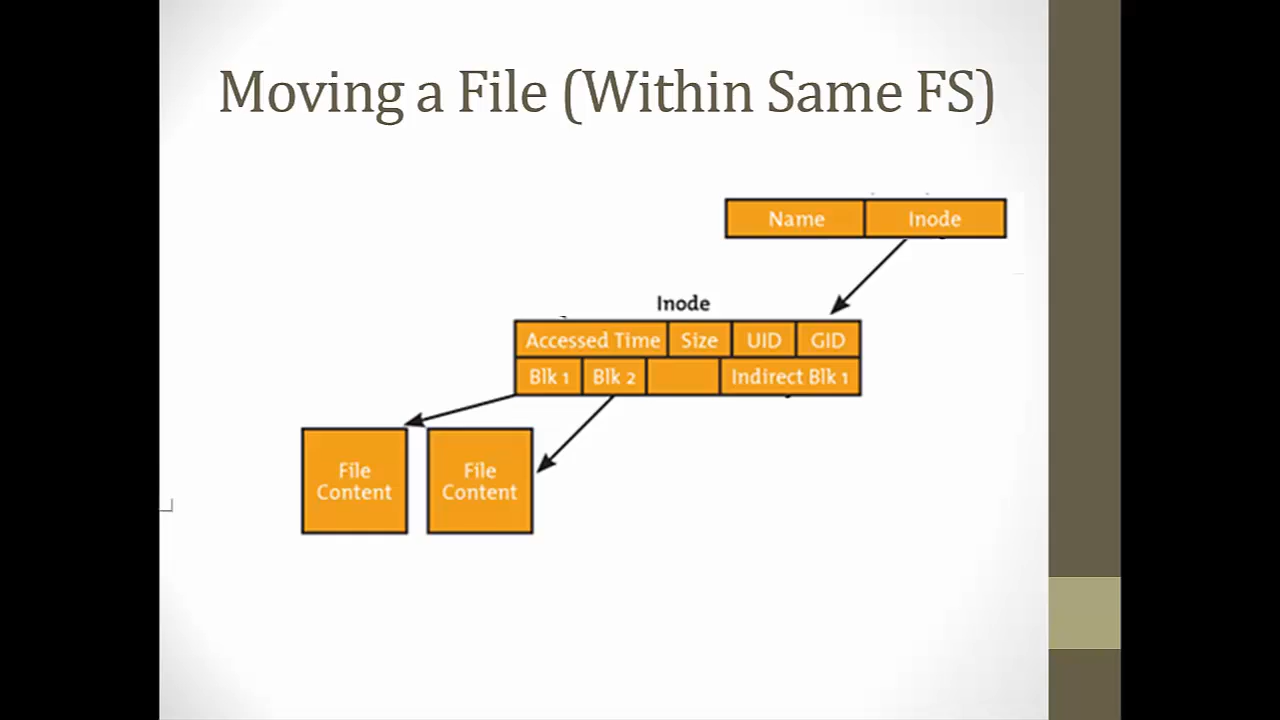 Moving a File (Within Same FS)
Name Inode
Inode
Accessed Time Size UID GID
Blk 1 Blk 2 Indirect Blk 1
File
Content
File
Content